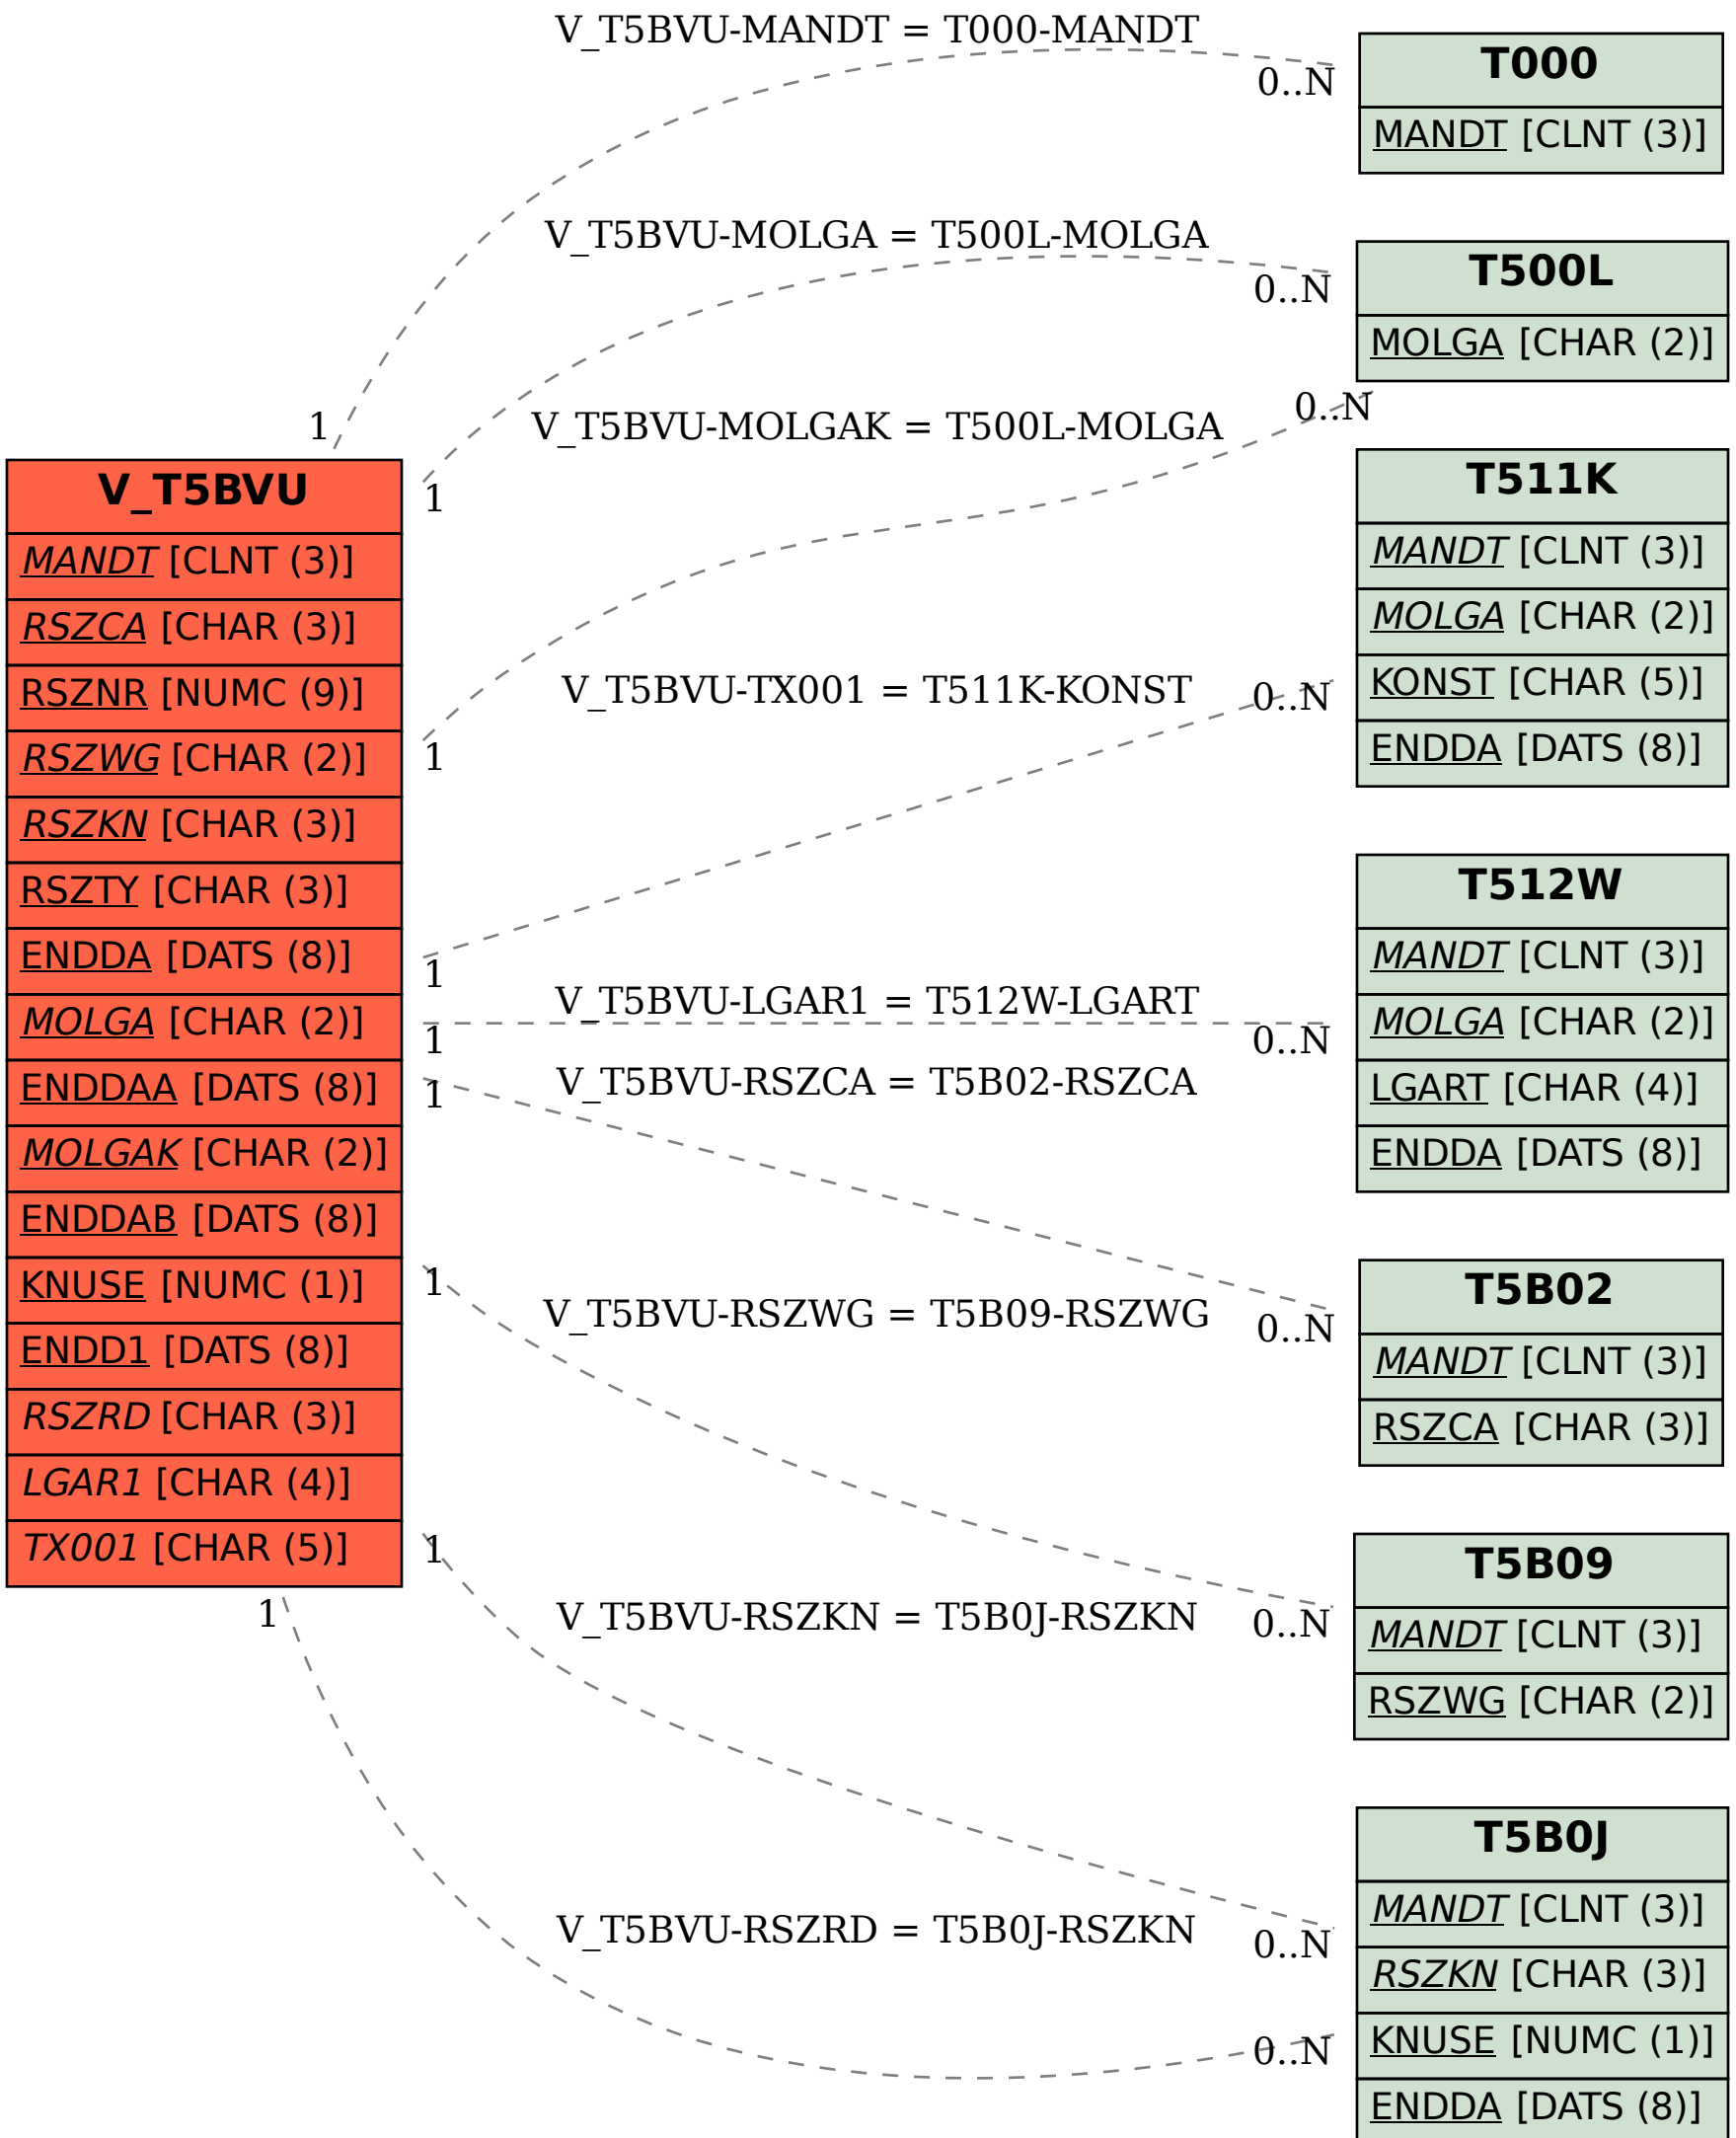 V_T5BVU-MANDT = T000-MANDT
0..N
1
T000
MANDT [CLNT (3)]
V_T5BVU-MOLGA = T500L-MOLGA
0..N
1
T500L
MOLGA [CHAR (2)]
V_T5BVU-MOLGAK = T500L-MOLGA
0..N
1
V_T5BVU
MANDT [CLNT (3)]
RSZCA [CHAR (3)]
RSZNR [NUMC (9)]
RSZWG [CHAR (2)]
RSZKN [CHAR (3)]
RSZTY [CHAR (3)]
ENDDA [DATS (8)]
MOLGA [CHAR (2)]
ENDDAA [DATS (8)]
MOLGAK [CHAR (2)]
ENDDAB [DATS (8)]
KNUSE [NUMC (1)]
ENDD1 [DATS (8)]
RSZRD [CHAR (3)]
LGAR1 [CHAR (4)]
TX001 [CHAR (5)]
V_T5BVU-TX001 = T511K-KONST
0..N
1
T511K
MANDT [CLNT (3)]
MOLGA [CHAR (2)]
KONST [CHAR (5)]
ENDDA [DATS (8)]
V_T5BVU-LGAR1 = T512W-LGART
0..N
1
T512W
MANDT [CLNT (3)]
MOLGA [CHAR (2)]
LGART [CHAR (4)]
ENDDA [DATS (8)]
V_T5BVU-RSZCA = T5B02-RSZCA
0..N
1
T5B02
MANDT [CLNT (3)]
RSZCA [CHAR (3)]
V_T5BVU-RSZWG = T5B09-RSZWG
0..N
1
T5B09
MANDT [CLNT (3)]
RSZWG [CHAR (2)]
V_T5BVU-RSZKN = T5B0J-RSZKN
0..N
1
V_T5BVU-RSZRD = T5B0J-RSZKN
0..N
1
T5B0J
MANDT [CLNT (3)]
RSZKN [CHAR (3)]
KNUSE [NUMC (1)]
ENDDA [DATS (8)]